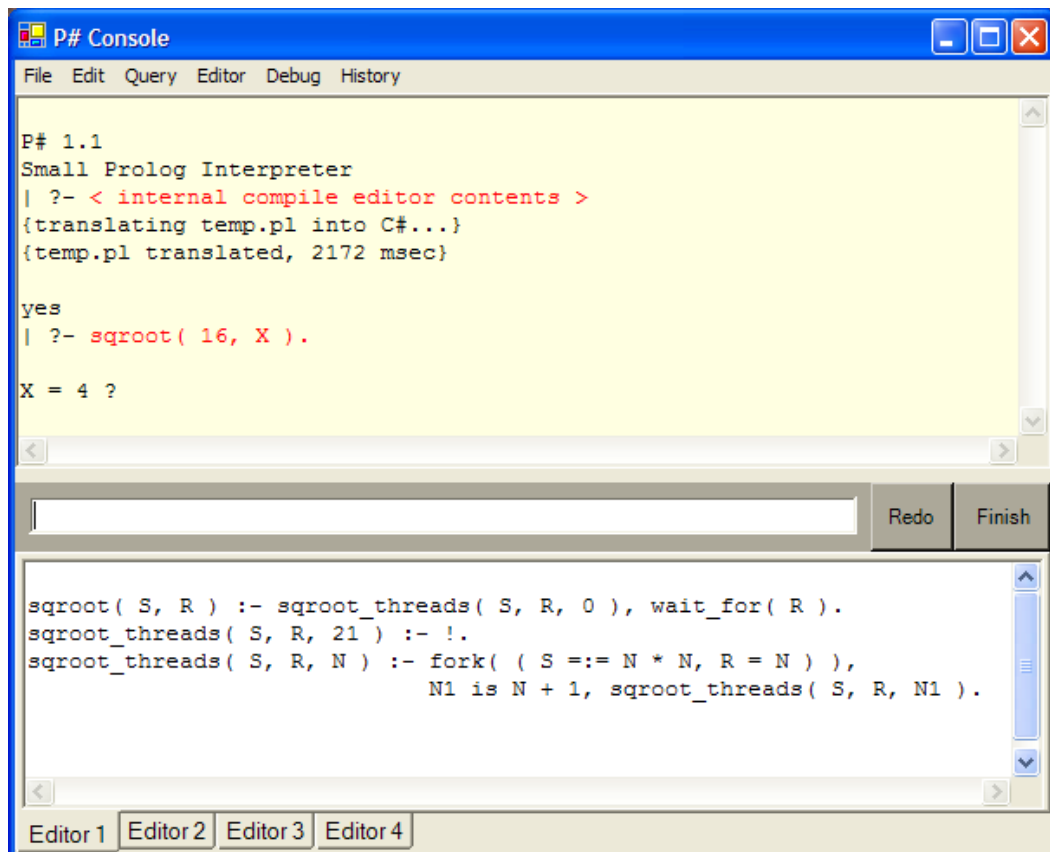 P# Console
File Edit Query Editor Debug History
P# 1.1
Small Prolog Interpreter
| ?- < internal compile editor contents >
{translating temp.pl into C#...}
{temp.pl translated, 2172 msec}
yes
| ?- sqroot( 16, X ).
X = 4 ?
Redo Finish
sqroot( S, R ) :- sqroot_threads( S, R, 0 ), wait_for( R ).
sqroot_threads( S, R, 21 ) :- !.
sqroot_threads( S, R, N ) :- fork( ( S =:= N * N, R = N ) ),
N1 is N + 1, sqroot_threads( S, R, N1 ).
Editor 1 Editor 2 Editor 3 Editor 4